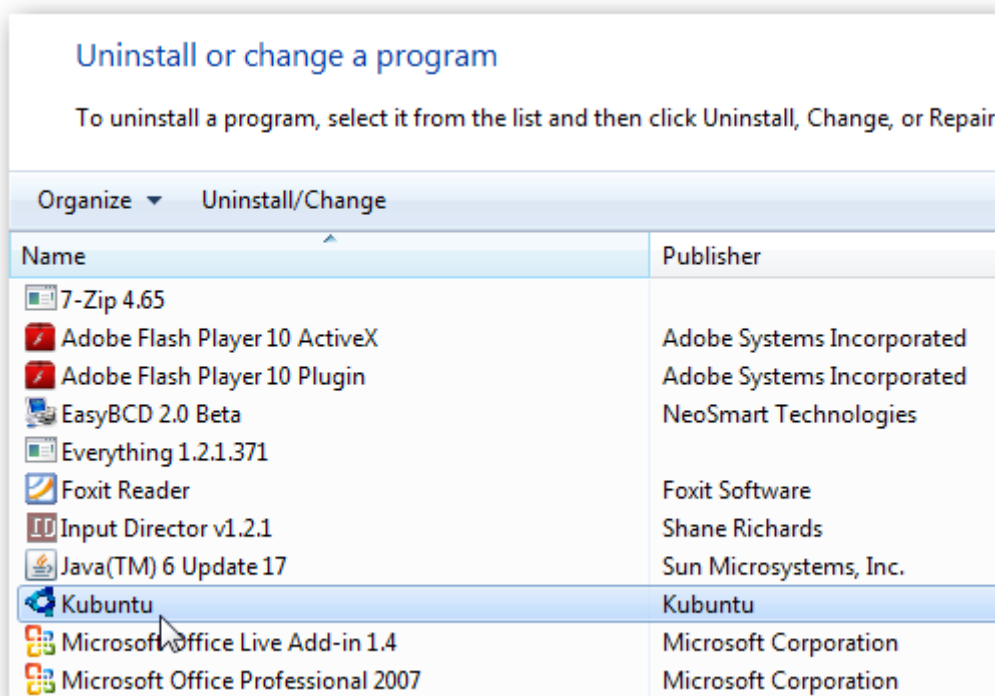 Uninstall or change a program
To uninstall a program, select it from the list and then click Uninstall, Change, or Repair
Organize Uninstall/Change
Name Publisher
7-Zip 4.65
Adobe Flash Player 10 ActiveX Adobe Systems Incorporated
Adobe Flash Player 10 Plugin Adobe Systems Incorporated
EasyBCD 2.0 Beta NeoSmart Technologies
Everything 1.2.1.371
Foxit Reader Foxit Software
Input Director v1.2.1 Shane Richards
Java(TM) 6 Update 17 Sun Microsystems, Inc.
Kubuntu Kubuntu
Microsoft Office Live Add-in 1.4 Microsoft Corporation
Microsoft Office Professional 2007 Microsoft Corporation